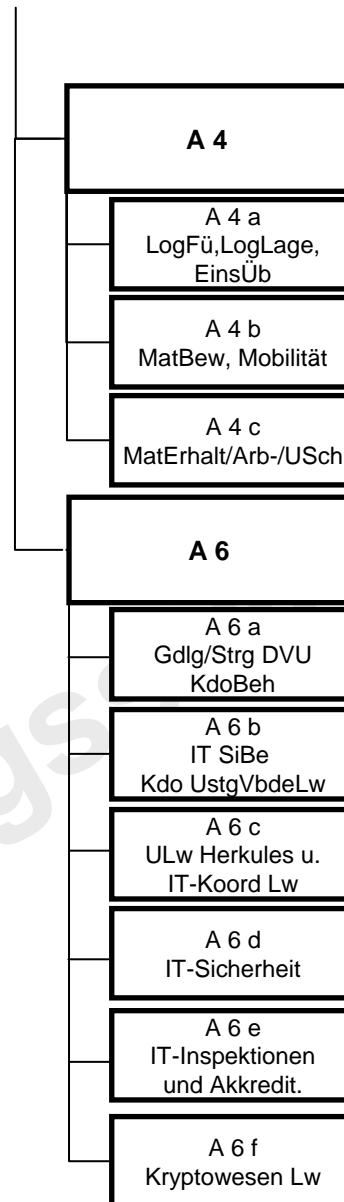 A 4
A 4 a
LogFü,LogLage,
EinsÜb
A 4 b
MatBew, Mobilität
A 4 c
MatErhalt/Arb-/USch
A 6
A 6 a
Gdlg/Strg DVU
KdoBeh
A 6 b
IT SiBe
Kdo UstgVbdeLw
A 6 c
ULw Herkules u.
IT-Koord Lw
A 6 d
IT-Sicherheit
A 6 e
IT-Inspektionen
und Akkredit.
A 6 f
Kryptowesen Lw